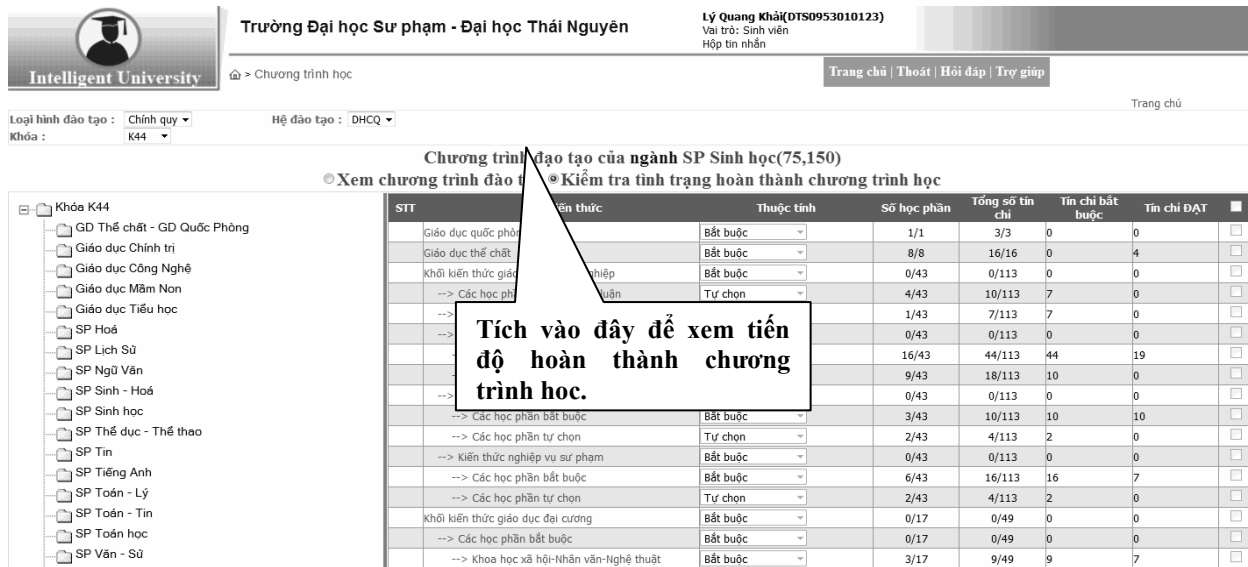 Trường Đại học Sư phạm - Đại học Thái Nguyên
Lý Quang Khải(DTS0953010123)
Vai trò: Sinh viên
Hộp tin nhắn
Intelligent University
> Chương trình học
Trang chủ | Thoát | Hỏi đáp | Trợ giúp
Trang chủ
Loại hình đào tạo : Chính quy Hệ đào tạo : DHCQ
Khóa : K44
Chương trình đạo tạo của ngành SP Sinh học(75,150)
Xem chương trình đào t Kiểm tra tình trạng hoàn thành chương trình học
Khóa K44
GD Thể chất - GD Quốc Phòng
Giáo dục Chính trị
Giáo dục Công Nghệ
Giáo dục Mầm Non
Giáo dục Tiểu học
SP Hoá
SP Lịch Sử
SP Ngữ Văn
SP Sinh - Hoá
SP Sinh học
SP Thể dục - Thể thao
SP Tin
SP Tiếng Anh
SP Toán - Lý
SP Toán - Tin
SP Toán học
SP Văn - Sử
STT ến thức Thuộc tính Số học phần Tổng số tín chỉ Tín chỉ bắt buộc Tín chỉ ĐẠT
Giáo dục quốc phòn Bắt buộc 1/1 3/3 0 0
Giáo dục thể chất Bắt buộc 8/8 16/16 0 4
Khối kiến thức giáo nghiệp Bắt buộc 0/43 0/113 0 0
--> Các học ph luận Tự chọn 4/43 10/113 7 0
--> 1/43 7/113 7 0
--> 0/43 0/113 0 0
16/43 44/113 44 19
9/43 18/113 10 0
--> 0/43 0/113 0 0
--> Các học phần bắt buộc Bắt buộc 3/43 10/113 10 10
--> Các học phần tự chọn Tự chọn 2/43 4/113 2 0
--> Kiến thức nghiệp vụ sư phạm Bắt buộc 0/43 0/113 0 0
--> Các học phần bắt buộc Bắt buộc 6/43 16/113 16 7
--> Các học phần tự chọn Tự chọn 2/43 4/113 2 0
Khối kiến thức giáo dục đại cương Bắt buộc 0/17 0/49 0 0
--> Các học phần bắt buộc Bắt buộc 0/17 0/49 0 0
--> Khoa học xã hội-Nhân văn-Nghệ thuật Bắt buộc 3/17 9/49 9 7
Tích vào đây để xem tiến
độ hoàn thành chương
trình học.